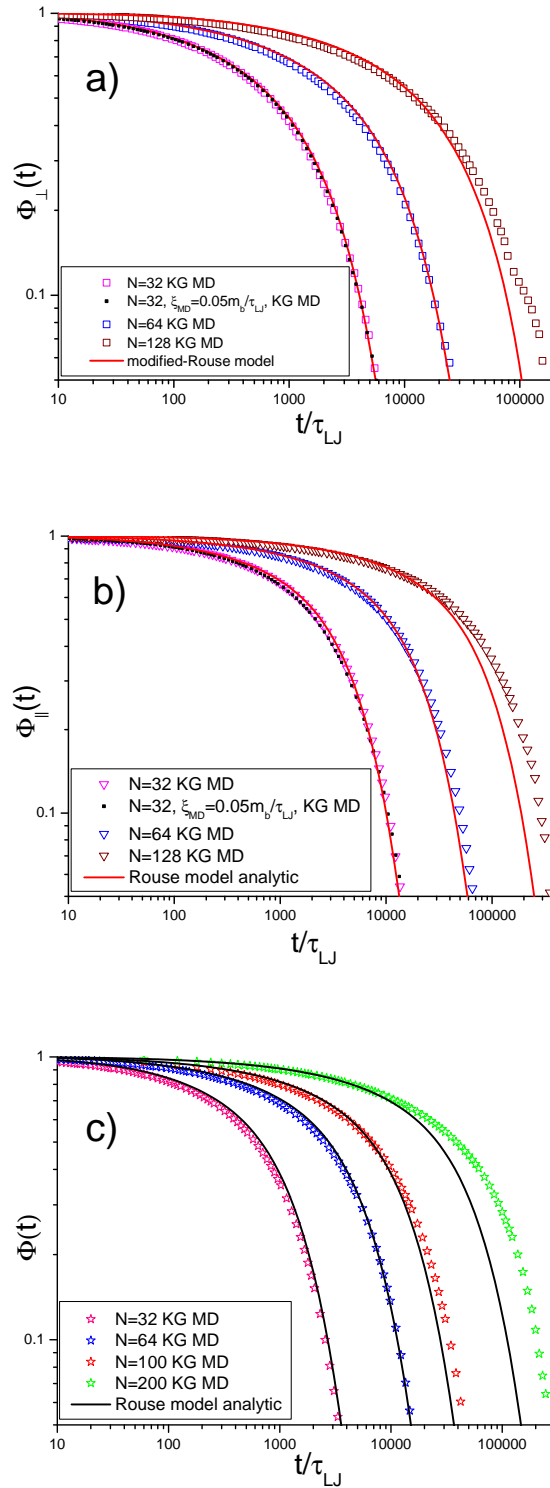 1
a)
Φ⊥(t)
0.1
N=32 KG MD
N=32, ξMD=0.05mb/τLJ, KG MD
N=64 KG MD
N=128 KG MD
modified-Rouse model
10 100 1000 10000 100000
t/τLJ
1
b)
Φ||(t)
0.1
N=32 KG MD
N=32, ξMD=0.05mb/τLJ, KG MD
N=64 KG MD
N=128 KG MD
Rouse model analytic
10 100 1000 10000 100000
t/τLJ
1
c)
Φ(t)
0.1
N=32 KG MD
N=64 KG MD
N=100 KG MD
N=200 KG MD
Rouse model analytic
10 100 1000 10000 100000
t/τLJ